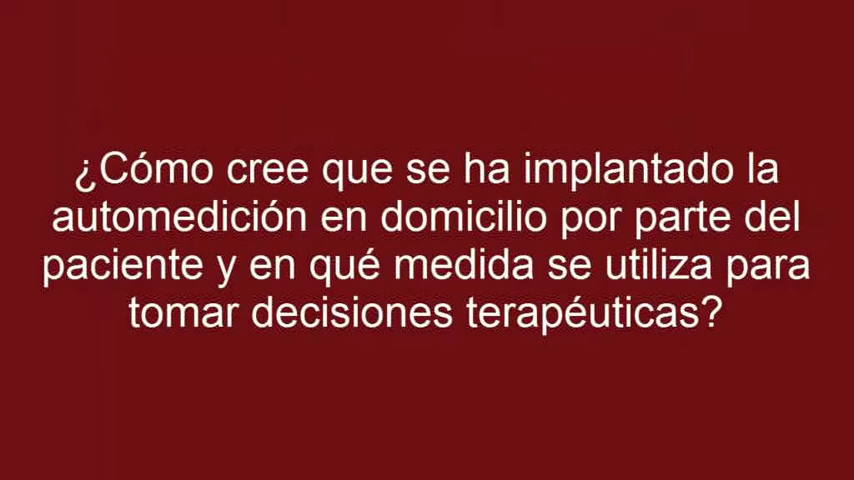 ¿Cómo cree que se ha implantado la
automedición en domicilio por parte del
paciente y en qué medida se utiliza para
tomar decisiones terapéuticas?